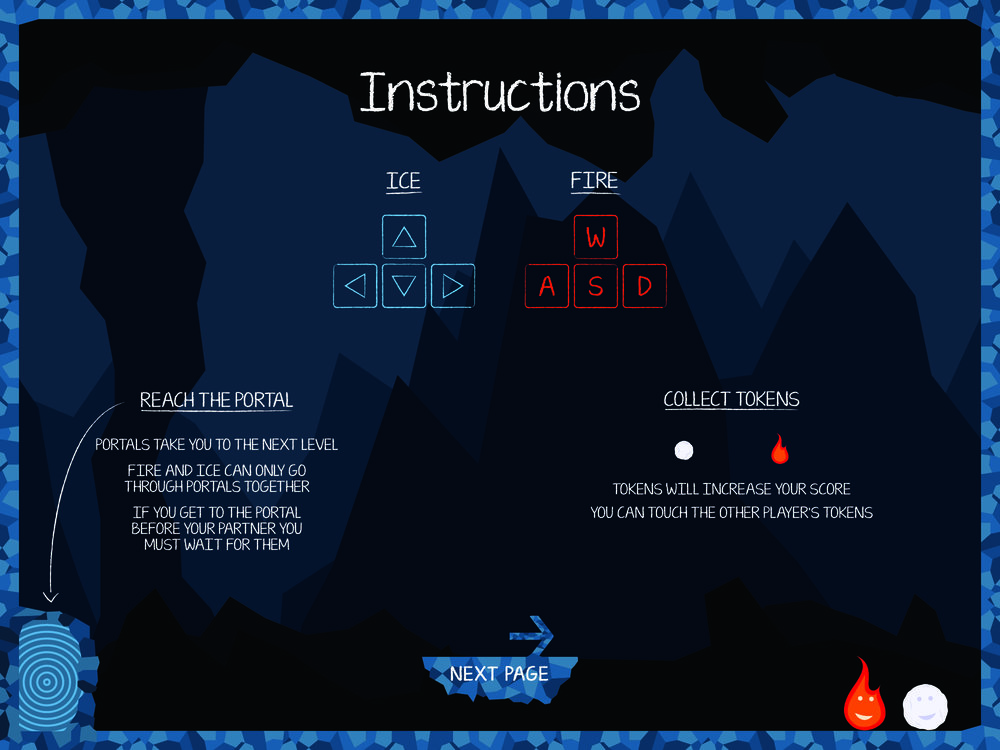 Instructions
ICE
FIRE
W
A S D
REACH THE PORTAL
PORTALS TAKE YOU TO THE NEXT LEVEL
FIRE AND ICE CAN ONLY GO
THROUGH PORTALS TOGETHER
IF YOU GET TO THE PORTAL
BEFORE YOUR PARTNER YOU
MUST WAIT FOR THEM
COLLECT TOKENS
TOKENS WILL INCREASE YOUR SCORE
YOU CAN TOUCH THE OTHER PLAYER'S TOKENS
NEXT PAGE